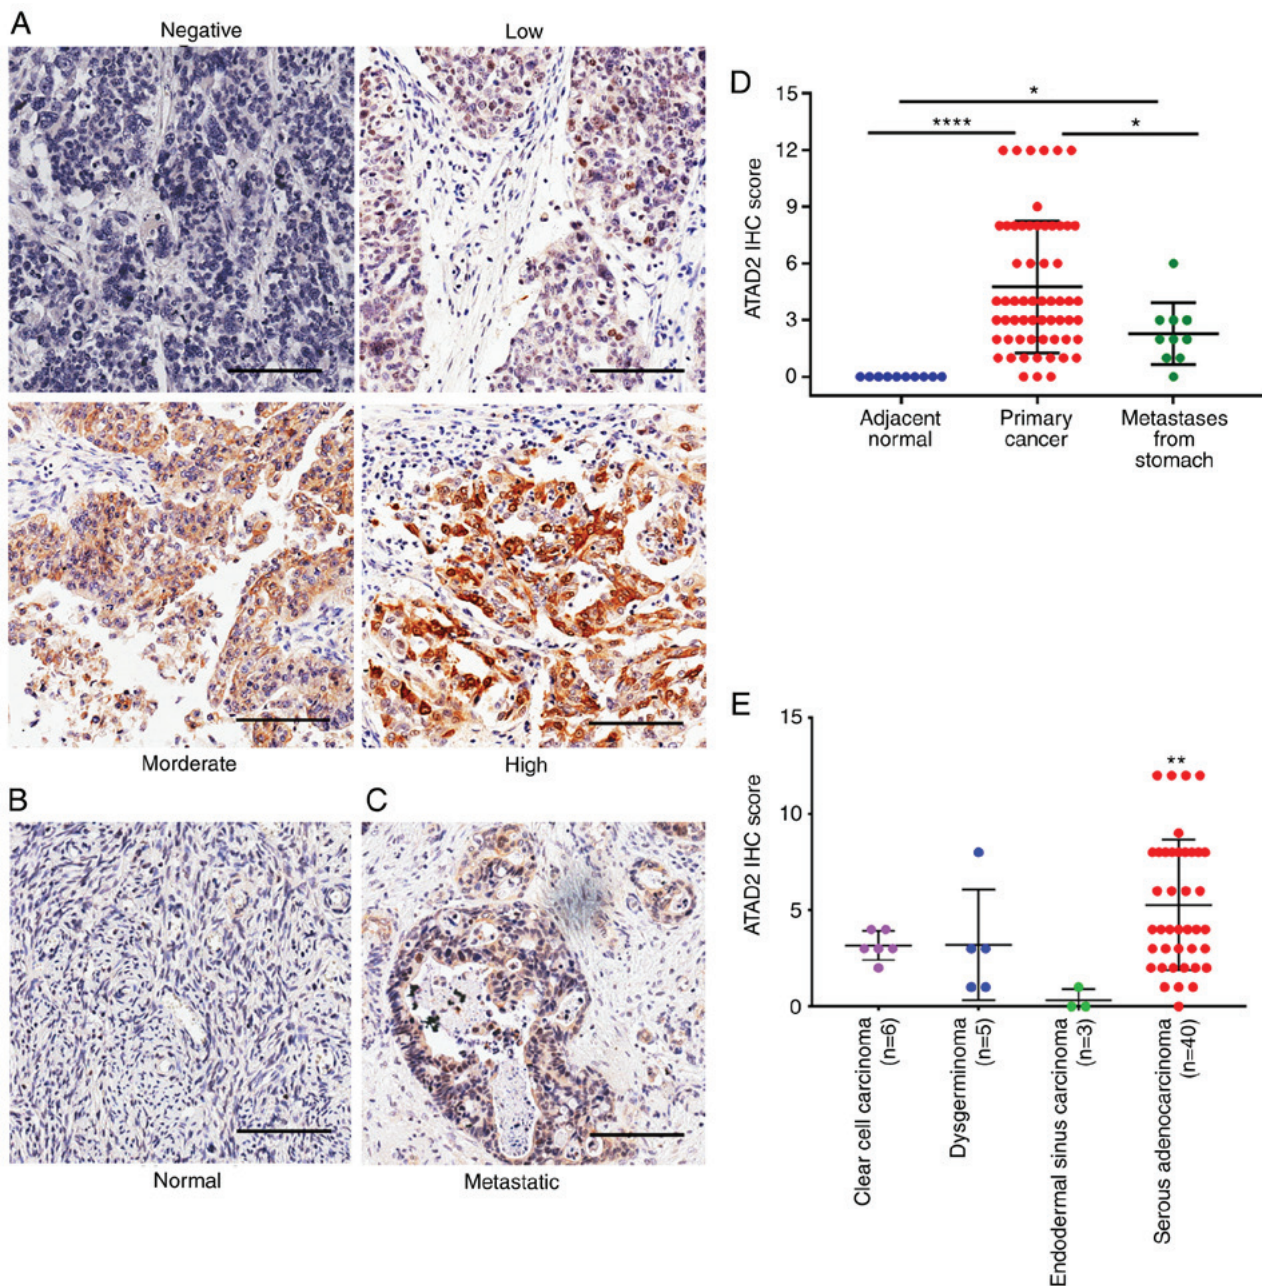 A
Negative
Low
Morderate
High
B
C
Normal
Metastatic
D
ATAD2 IHC score
15
12
9
6
3
0
*
****
*
Adjacent
normal
Primary
cancer
Metastases
from
stomach
E
ATAD2 IHC score
15
10
5
0
**
Clear cell carcinoma
(n=6)
Dysgerminoma
(n=5)
Endodermal sinus carcinoma
(n=3)
Serous adenocarcinoma
(n=40)